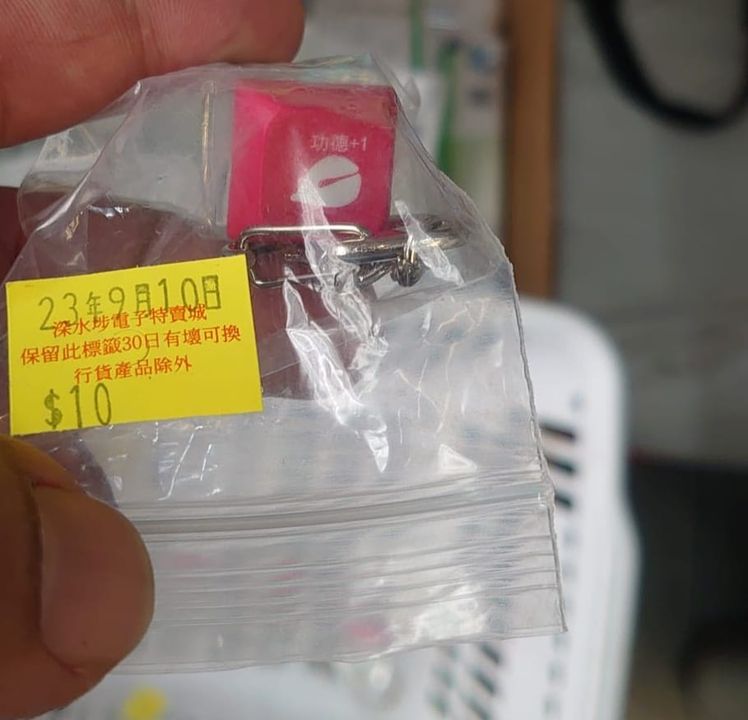 功德+1
23年9月10日
深水埗電子特賣城
保留此標籤30日有壞可換
行貨產品除外
$10